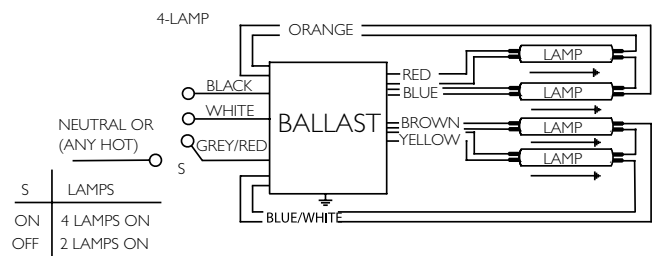 4-LAMP
ORANGE
LAMP
RED
BLACK
BLUE
LAMP
WHITE
NEUTRAL OR
(ANY HOT)
BALLAST
BROWN
LAMP
GREY/RED
YELLOW
LAMP
S
S LAMPS
ON 4 LAMPS ON
OFF 2 LAMPS ON
BLUE/WHITE